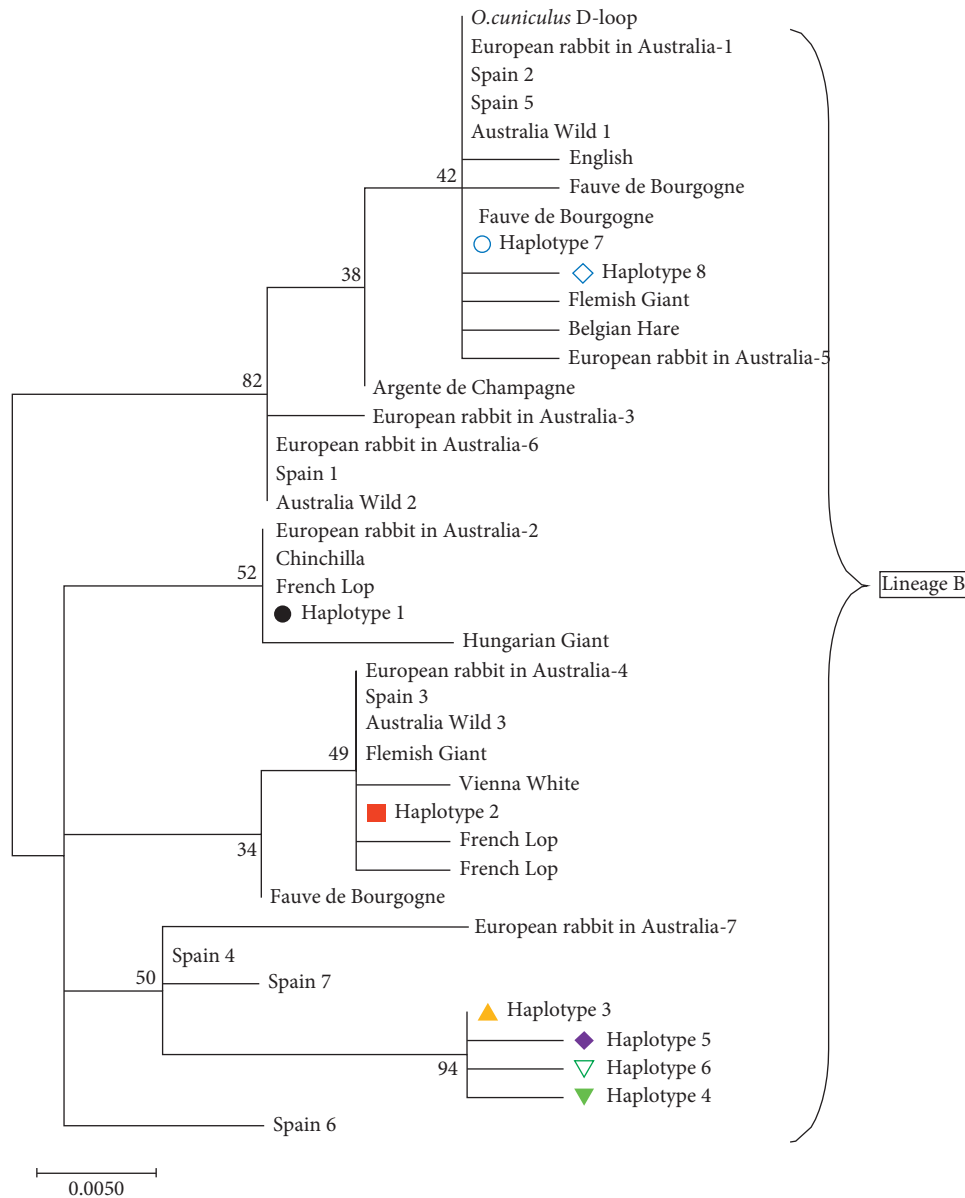 O.cuniculus D-loop
European rabbit in Australia-1
Spain 2
Spain 5
Australia Wild 1
English
42
Fauve de Bourgogne
Fauve de Bourgogne
Haplotype 7
Haplotype 8
38
Flemish Giant
Belgian Hare
European rabbit in Australia-5
82
Argente de Champagne
European rabbit in Australia-3
European rabbit in Australia-6
Spain 1
Australia Wild 2
European rabbit in Australia-2
Chinchilla
52
French Lop
Lineage B
Haplotype 1
Hungarian Giant
European rabbit in Australia-4
Spain 3
Australia Wild 3
49
Flemish Giant
Vienna White
Haplotype 2
French Lop
34
French Lop
Fauve de Bourgogne
European rabbit in Australia-7
Spain 4
50
Spain 7
Haplotype 3
Haplotype 5
94
Haplotype 6
Haplotype 4
Spain 6
0.0050